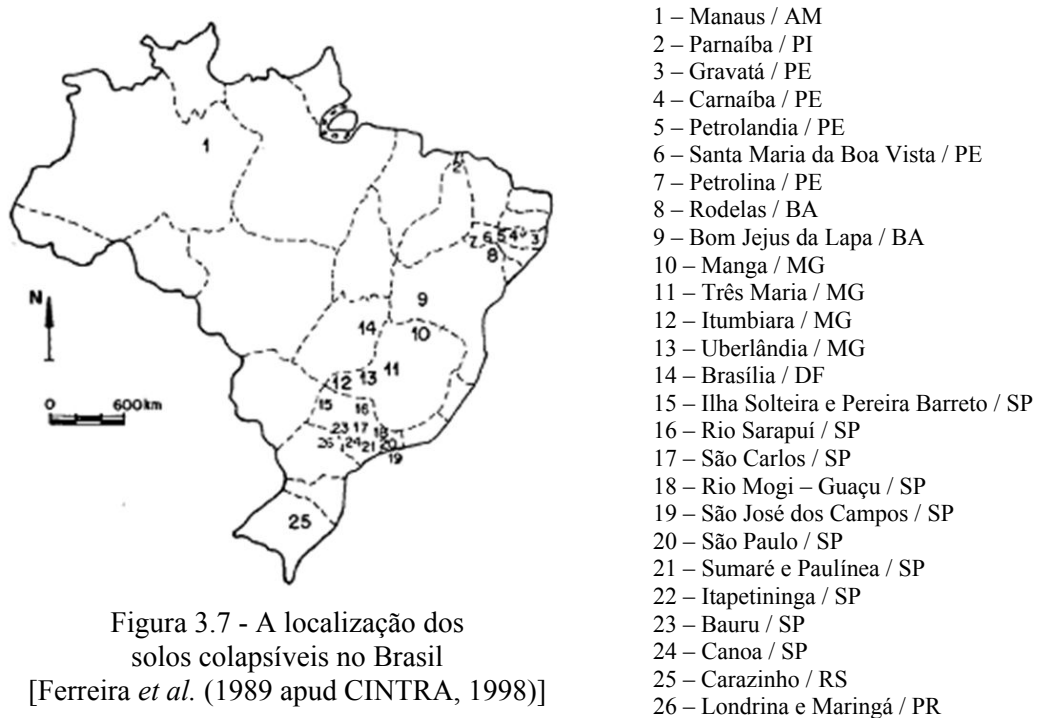 1
2
7 6 5 4 3
8
9
14 10
11
12 13
15 16
23 17 18
26 24 21 20
19
25
N
0 600km
Figura 3.7 - A localização dos
solos colapsíveis no Brasil
[Ferreira et al. (1989 apud CINTRA, 1998)]
1 – Manaus / AM
2 – Parnaíba / PI
3 – Gravatá / PE
4 – Carnaíba / PE
5 – Petrolandia / PE
6 – Santa Maria da Boa Vista / PE
7 – Petrolina / PE
8 – Rodelas / BA
9 – Bom Jejus da Lapa / BA
10 – Manga / MG
11 – Três Maria / MG
12 – Itumbiara / MG
13 – Uberlândia / MG
14 – Brasília / DF
15 – Ilha Solteira e Pereira Barreto / SP
16 – Rio Sarapuí / SP
17 – São Carlos / SP
18 – Rio Mogi – Guaçu / SP
19 – São José dos Campos / SP
20 – São Paulo / SP
21 – Sumaré e Paulínea / SP
22 – Itapetininga / SP
23 – Bauru / SP
24 – Canoa / SP
25 – Carazinho / RS
26 – Londrina e Maringá / PR